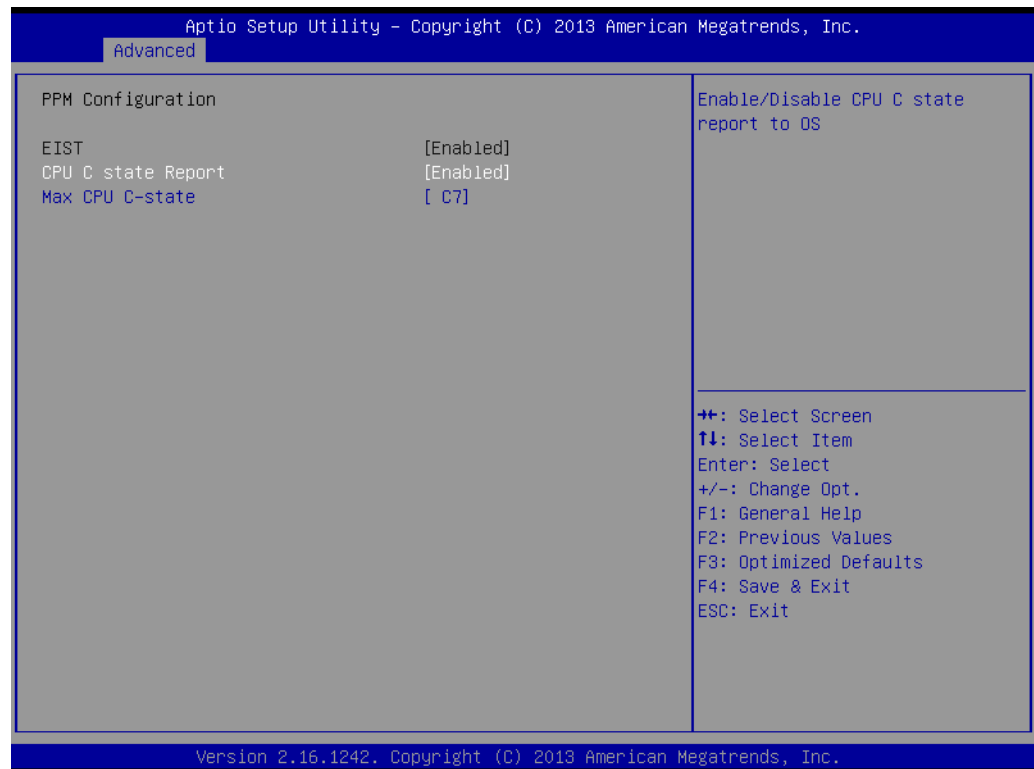 Aptio Setup Utility – Copyright (C) 2013 American Megatrends, Inc.
Advanced
PPM Configuration
EIST [Enabled]
CPU C state Report [Enabled]
Max CPU C-state [ C7]
Enable/Disable CPU C state
report to OS
→←: Select Screen
↑↓: Select Item
Enter: Select
+/-: Change Opt.
F1: General Help
F2: Previous Values
F3: Optimized Defaults
F4: Save & Exit
ESC: Exit
Version 2.16.1242. Copyright (C) 2013 American Megatrends, Inc.